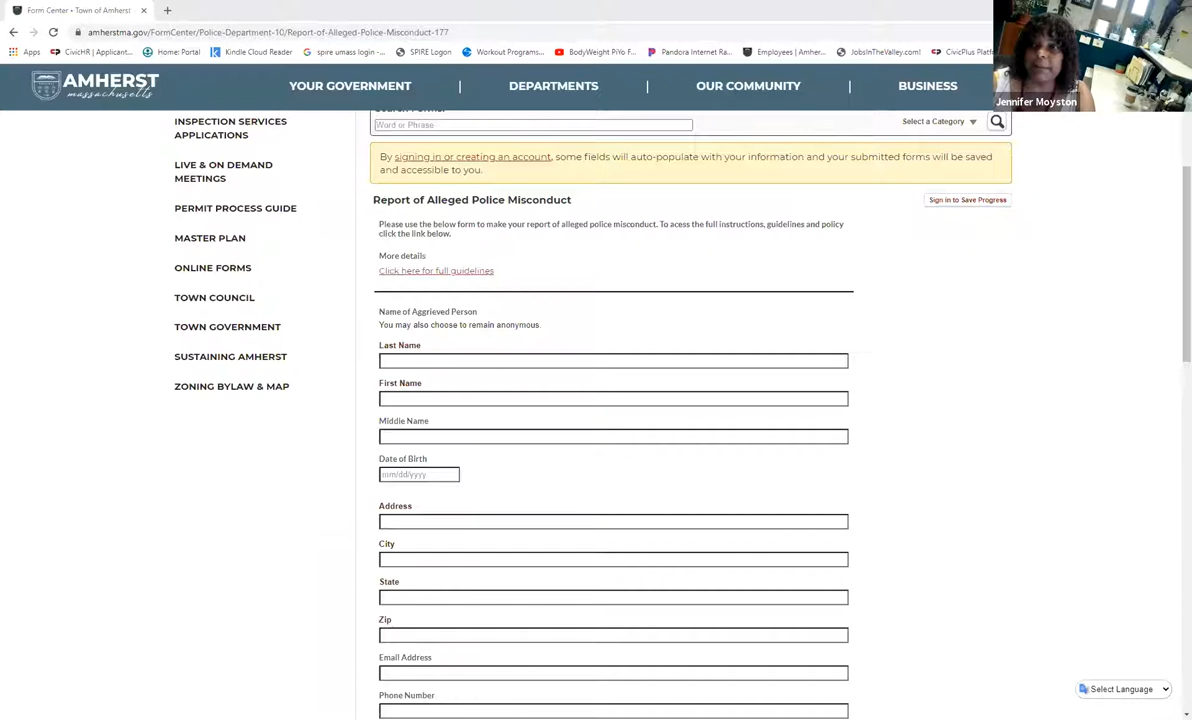 Form Center • Town of Amherst
amherstma.gov/FormCenter/Police-Department-10/Report-of-Alleged-Police-Misconduct-177
Apps
CivicHR | Applicant...
Home: Portal
Kindle Cloud Reader
spire umass login -...
SPIRE Logon
Workout Programs...
BodyWeight PiYo F...
Pandora Internet Ra...
Employees | Amher...
JobsInTheValley.com!
CivicPlus Platf
AMHERST
massachusetts
YOUR GOVERNMENT
DEPARTMENTS
OUR COMMUNITY
BUSINESS
Jennifer Moyston
INSPECTION SERVICES
APPLICATIONS
LIVE & ON DEMAND
MEETINGS
PERMIT PROCESS GUIDE
MASTER PLAN
ONLINE FORMS
TOWN COUNCIL
TOWN GOVERNMENT
SUSTAINING AMHERST
ZONING BYLAW & MAP
Word or Phrase
Select a Category
By signing in or creating an account, some fields will auto-populate with your information and your submitted forms will be saved
and accessible to you.
Report of Alleged Police Misconduct
Sign in to Save Progress
Please use the below form to make your report of alleged police misconduct. To acess the full instructions, guidelines and policy
click the link below.
More details
Click here for full guidelines
Name of Aggrieved Person
You may also choose to remain anonymous.
Last Name
First Name
Middle Name
Date of Birth
mm/dd/yyyy
Address
City
State
Zip
Email Address
Phone Number
Select Language